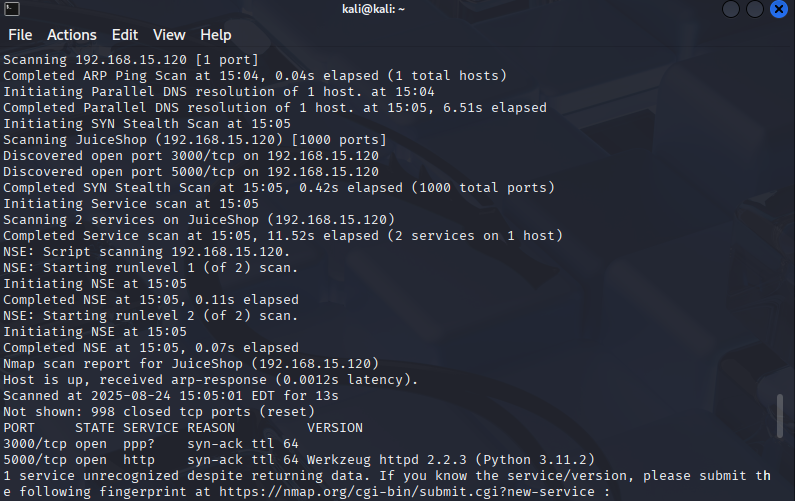 kali@kali: ~
File Actions Edit View Help
Scanning 192.168.15.120 [1 port]
Completed ARP Ping Scan at 15:04, 0.04s elapsed (1 total hosts)
Initiating Parallel DNS resolution of 1 host. at 15:04
Completed Parallel DNS resolution of 1 host. at 15:05, 6.51s elapsed
Initiating SYN Stealth Scan at 15:05
Scanning JuiceShop (192.168.15.120) [1000 ports]
Discovered open port 3000/tcp on 192.168.15.120
Discovered open port 5000/tcp on 192.168.15.120
Completed SYN Stealth Scan at 15:05, 0.42s elapsed (1000 total ports)
Initiating Service scan at 15:05
Scanning 2 services on JuiceShop (192.168.15.120)
Completed Service scan at 15:05, 11.52s elapsed (2 services on 1 host)
NSE: Script scanning 192.168.15.120.
NSE: Starting runlevel 1 (of 2) scan.
Initiating NSE at 15:05
Completed NSE at 15:05, 0.11s elapsed
NSE: Starting runlevel 2 (of 2) scan.
Initiating NSE at 15:05
Completed NSE at 15:05, 0.07s elapsed
Nmap scan report for JuiceShop (192.168.15.120)
Host is up, received arp-response (0.0012s latency).
Scanned at 2025-08-24 15:05:01 EDT for 13s
Not shown: 998 closed tcp ports (reset)
PORT     STATE SERVICE REASON         VERSION
3000/tcp open  ppp?    syn-ack ttl 64
5000/tcp open  http    syn-ack ttl 64 Werkzeug httpd 2.2.3 (Python 3.11.2)
1 service unrecognized despite returning data. If you know the service/version, please submit th
e following fingerprint at https://nmap.org/cgi-bin/submit.cgi?new-service :